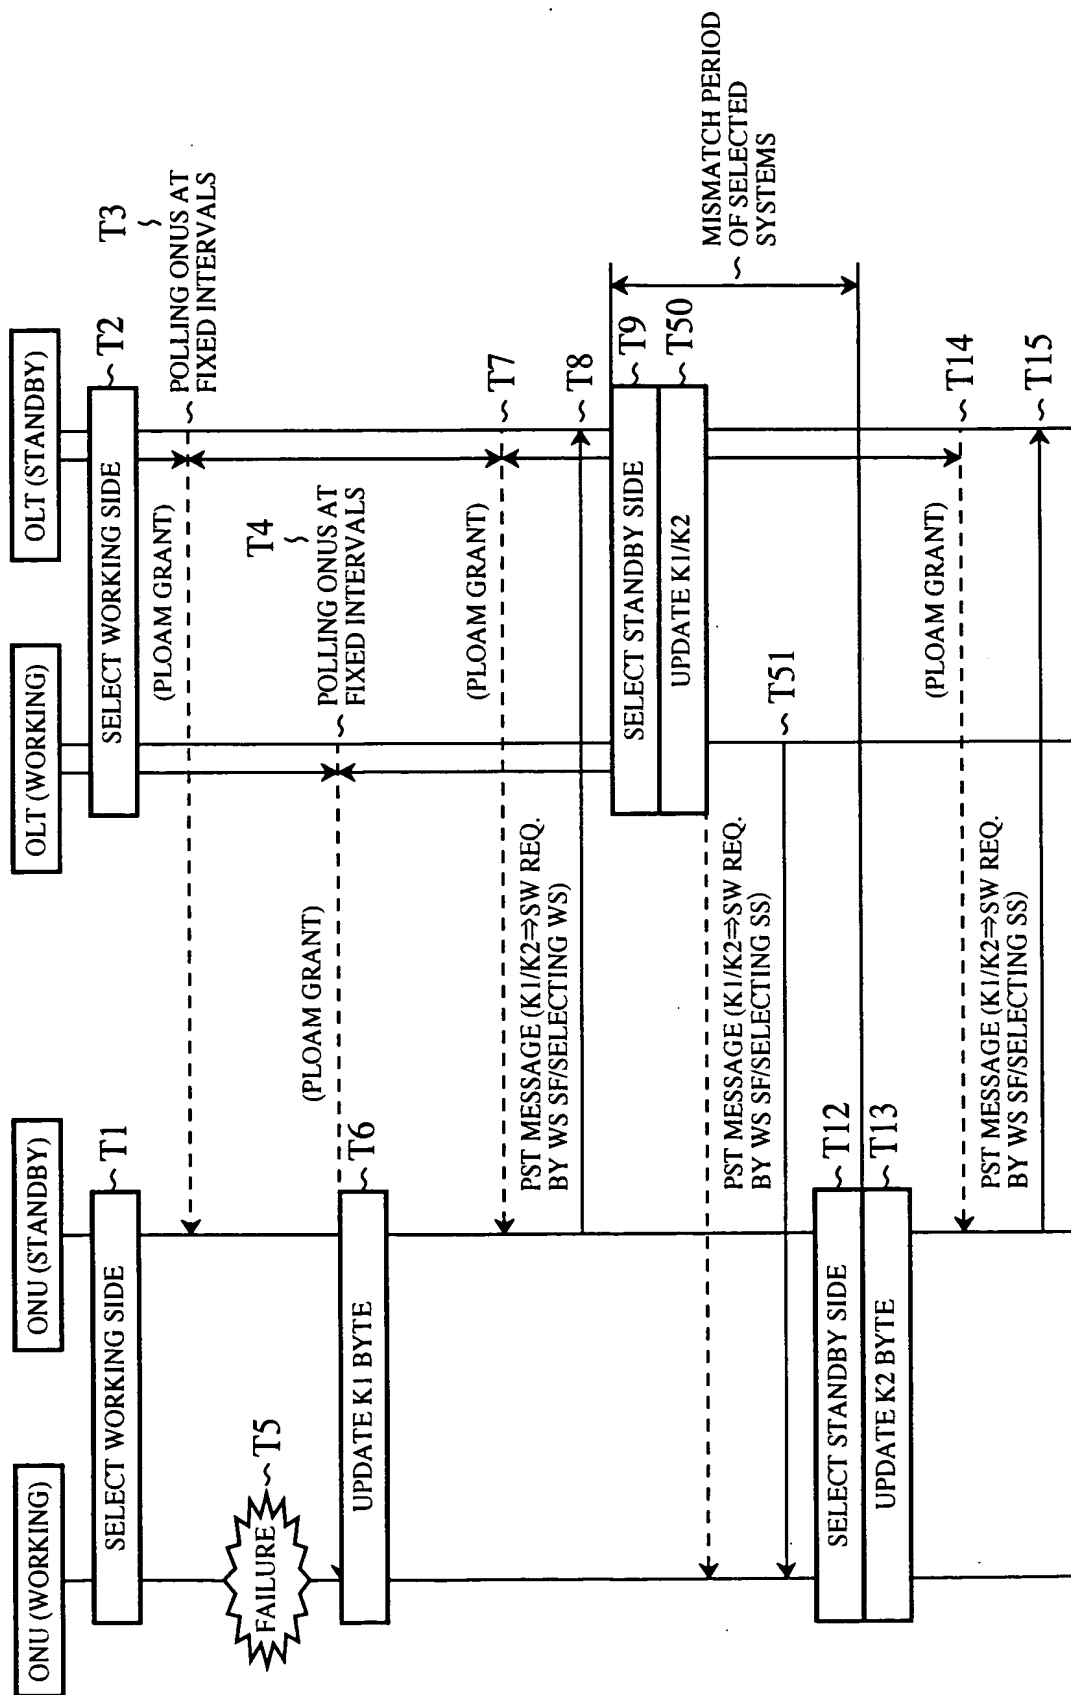 ONU (WORKING)
ONU (STANDBY)
OLT (WORKING)
OLT (STANDBY)
SELECT WORKING SIDE
T1
SELECT WORKING SIDE
T2
T3
POLLING ONUS AT
FIXED INTERVALS
(PLOAM GRANT)
FAILURE
T5
T4
POLLING ONUS AT
FIXED INTERVALS
(PLOAM GRANT)
UPDATE K1 BYTE
T6
(PLOAM GRANT)
T7
PST MESSAGE (K1/K2⇒SW REQ.
BY WS SF/SELECTING WS)
T8
SELECT STANDBY SIDE
T9
UPDATE K1/K2
T50
MISMATCH PERIOD
OF SELECTED
SYSTEMS
PST MESSAGE (K1/K2⇒SW REQ.
BY WS SF/SELECTING SS)
T51
SELECT STANDBY SIDE
T12
UPDATE K2 BYTE
T13
(PLOAM GRANT)
T14
PST MESSAGE (K1/K2⇒SW REQ.
BY WS SF/SELECTING SS)
T15